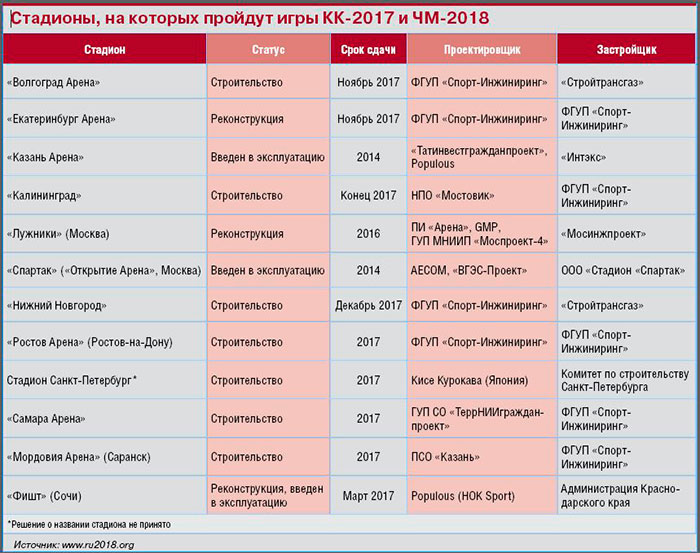 Стадионы, на которых пройдут игры КК-2017 и ЧМ-2018
Стадион Статус Срок сдачи Проектировщик Застройщик
«Волгоград Арена» Строительство Ноябрь 2017 ФГУП «Спорт-Инжиниринг» «Стройтрансгаз»
«Екатеринбург Арена» Реконструкция Ноябрь 2017 ФГУП «Спорт-Инжиниринг» ФГУП «Спорт-
Инжиниринг»
«Казань Арена» Введен в эксплуатацию 2014 «Татинвестгражданпроект»,
Populous «Интэкс»
«Калининград» Строительство Конец 2017 НПО «Мостовик» ФГУП «Спорт-
Инжиниринг»
«Лужники» (Москва) Реконструкция 2016 ПИ «Арена», GMP,
ГУП МНИИП «Моспроект-4» «Мосинжпроект»
«Спартак» («Открытие Арена», Москва) Введен в эксплуатацию 2014 AECOM, «ВГЭС-Проект» ООО «Стадион «Спартак»
«Нижний Новгород» Строительство Декабрь 2017 ФГУП «Спорт-Инжиниринг» «Стройтрансгаз»
«Ростов Арена» (Ростов-на-Дону) Строительство 2017 ФГУП «Спорт-Инжиниринг» ФГУП «Спорт-
Инжиниринг»
Стадион Санкт-Петербург* Строительство 2017 Кисе Курокава (Япония) Комитет по строительству
Санкт-Петербурга
«Самара Арена» Строительство 2017 ГУП СО «ТеррНИИграждан-
проект» ФГУП «Спорт-
Инжиниринг»
«Мордовия Арена» (Саранск) Строительство 2017 ПСО «Казань» ФГУП «Спорт-
Инжиниринг»
«Фишт» (Сочи) Реконструкция, введен
в эксплуатацию Март 2017 Populous (HOK Sport) Администрация Красно-
дарского края
*Решение о названии стадиона не принято
Источник: www.ru2018.org